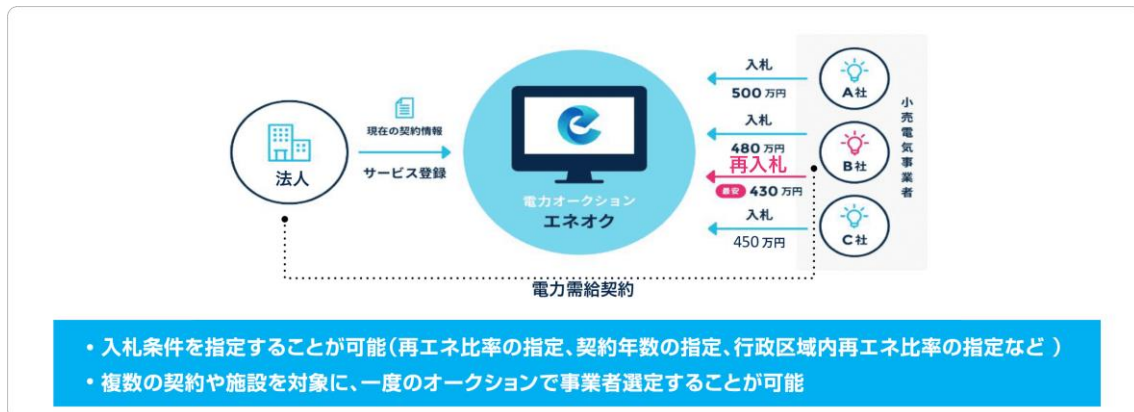 法人
現在の契約情報
サービス登録
電力オークション
エネオク
入札
500 万円
入札
480 万円
再入札
最安 430 万円
入札
450 万円
A社
B社
C社
小売電気事業者
電力需給契約
・入札条件を指定することが可能（再エネ比率の指定、契約年数の指定、行政区域内再エネ比率の指定など ）
・複数の契約や施設を対象に、一度のオークションで事業者選定することが可能